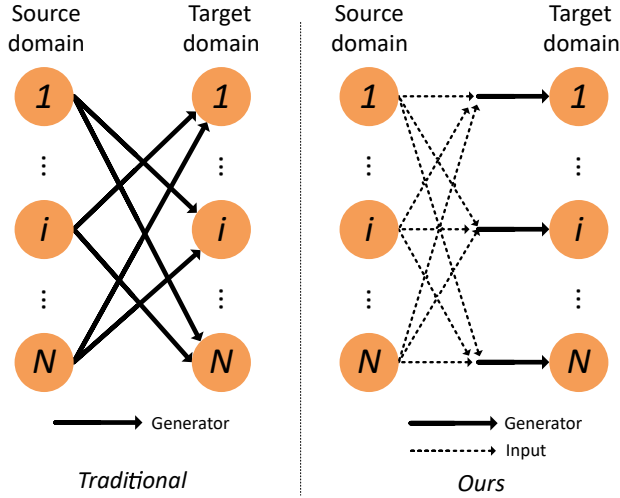 Source domain
Target domain
1
1
⋮
⋮
i
i
⋮
⋮
N
N
Generator
Traditional
Source domain
Target domain
1
1
⋮
⋮
i
i
⋮
⋮
N
N
Generator
Input
Ours